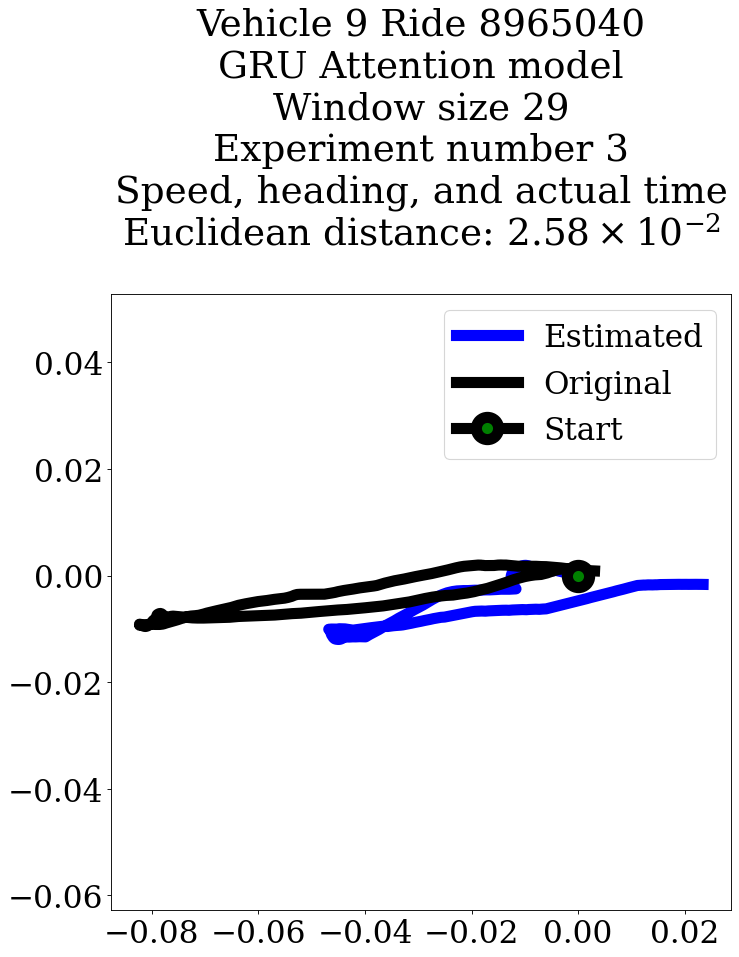 Vehicle 9 Ride 8965040
GRU Attention model
Window size 29
Experiment number 3
Speed, heading, and actual time
Euclidean distance: 2.58 × 10⁻²
Estimated
Original
Start
0.04
0.02
0.00
−0.02
−0.04
−0.06
−0.08 −0.06 −0.04 −0.02 0.00 0.02